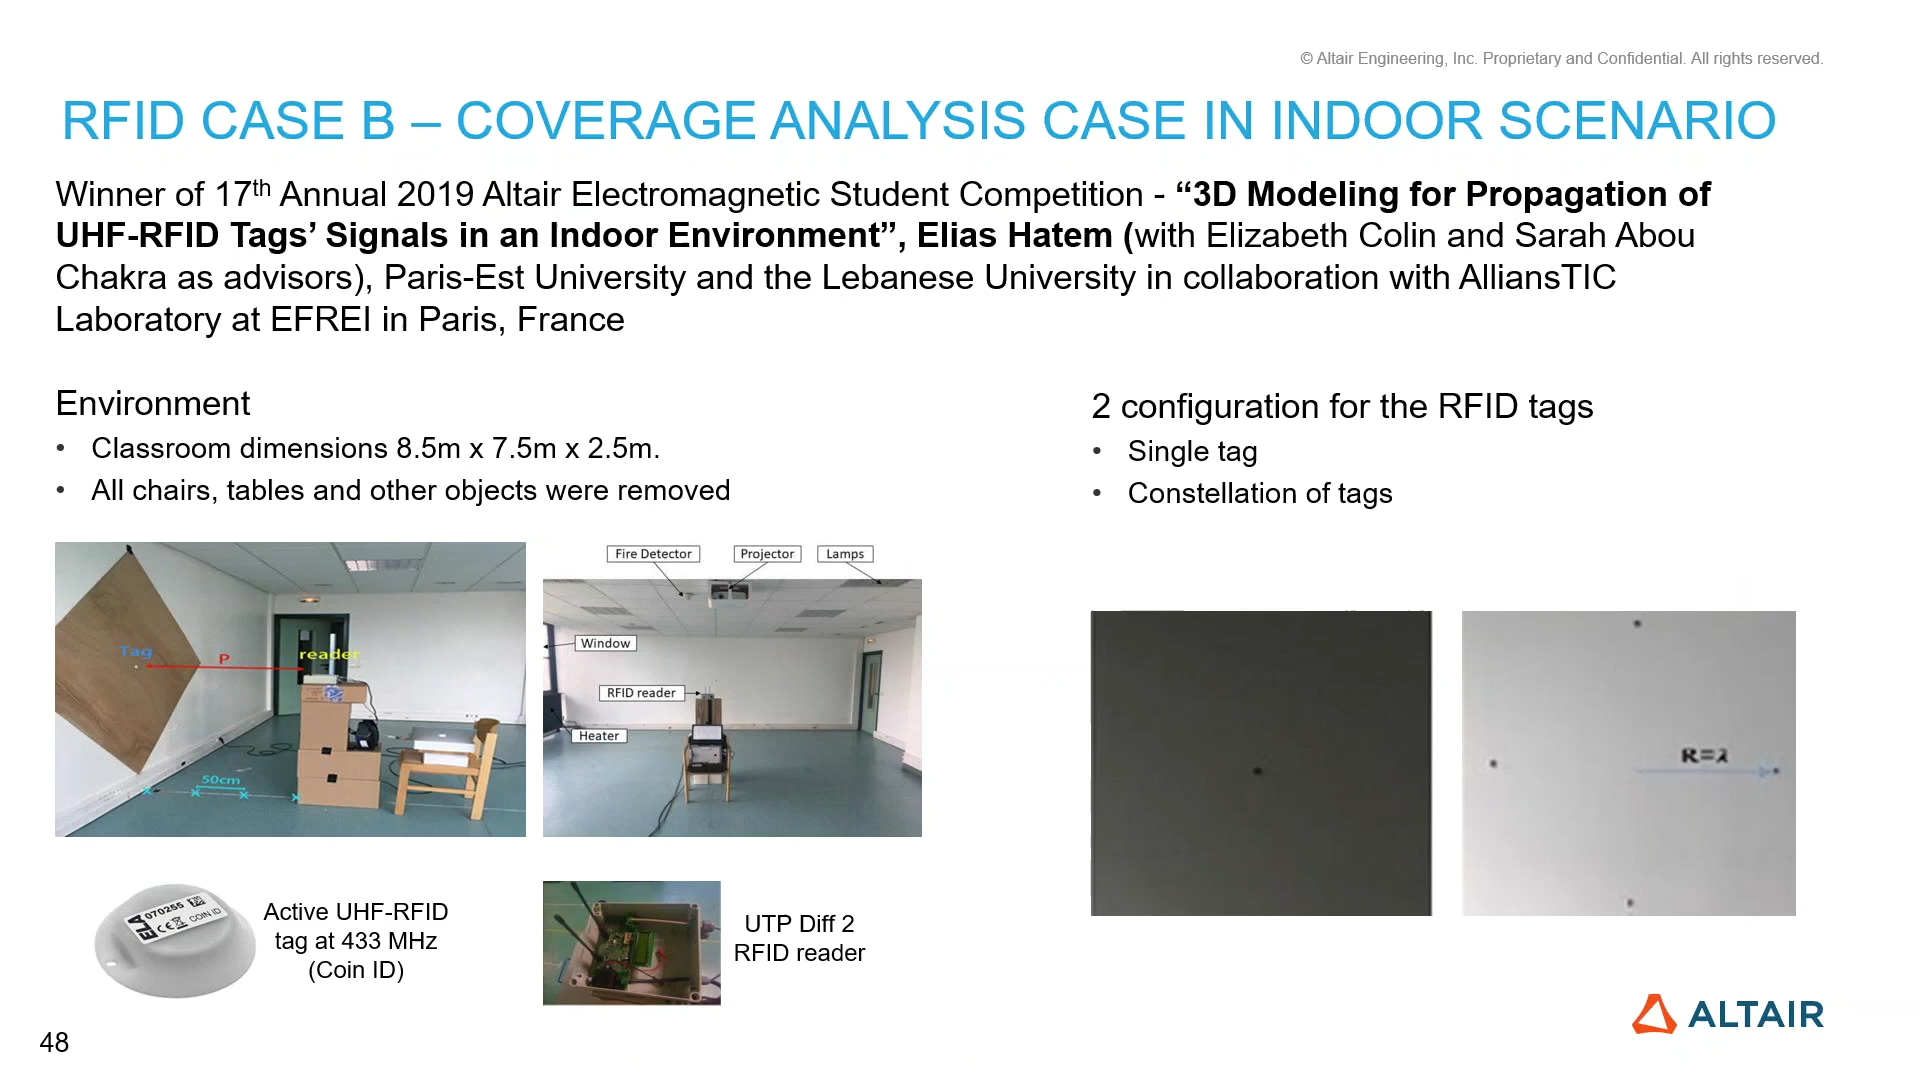 © Altair Engineering, Inc. Proprietary and Confidential. All rights reserved.
RFID CASE B – COVERAGE ANALYSIS CASE IN INDOOR SCENARIO
Winner of 17th Annual 2019 Altair Electromagnetic Student Competition - “3D Modeling for Propagation of
UHF-RFID Tags’ Signals in an Indoor Environment”, Elias Hatem (with Elizabeth Colin and Sarah Abou
Chakra as advisors), Paris-Est University and the Lebanese University in collaboration with AlliansTIC
Laboratory at EFREI in Paris, France
Environment
• Classroom dimensions 8.5m x 7.5m x 2.5m.
• All chairs, tables and other objects were removed
2 configuration for the RFID tags
• Single tag
• Constellation of tags
Tag
P
reader
50cm
Fire Detector
Projector
Lamps
Window
RFID reader
Heater
R=λ
ELA
070255
COIN ID
Active UHF-RFID
tag at 433 MHz
(Coin ID)
UTP Diff 2
RFID reader
ALTAIR
48